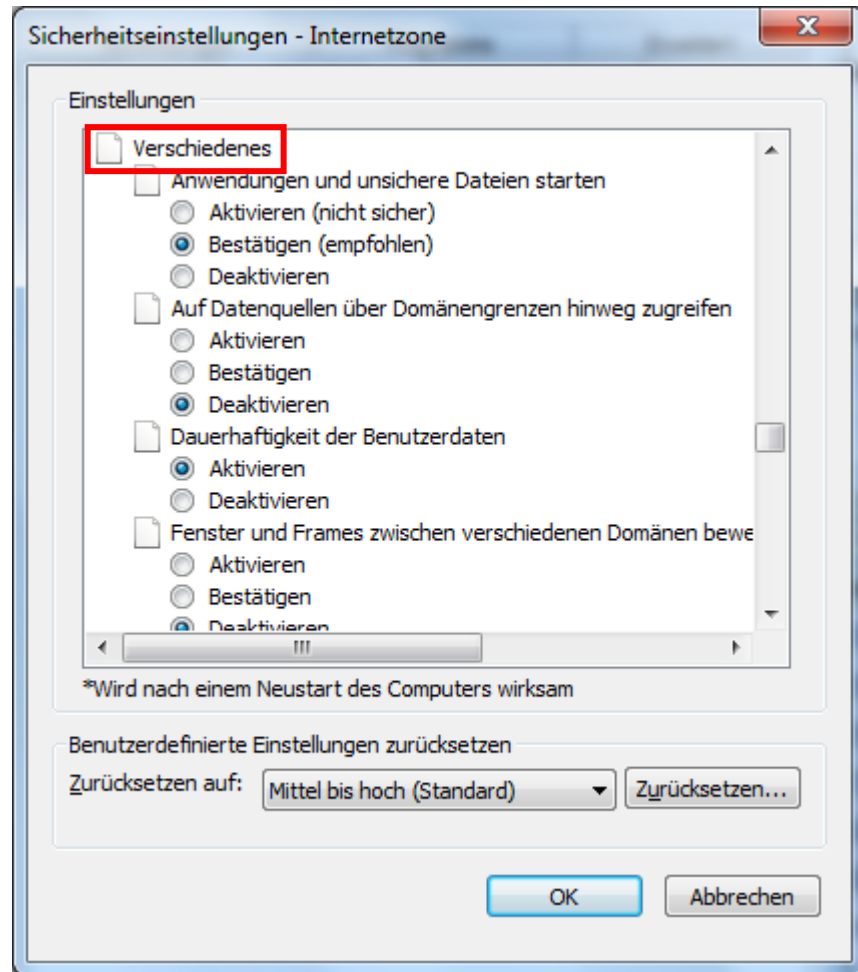 Sicherheitseinstellungen - Internetzone
Einstellungen
Verschiedenes
Anwendungen und unsichere Dateien starten
Aktivieren (nicht sicher)
Bestätigen (empfohlen)
Deaktivieren
Auf Datenquellen über Domänengrenzen hinweg zugreifen
Aktivieren
Bestätigen
Deaktivieren
Dauerhaftigkeit der Benutzerdaten
Aktivieren
Deaktivieren
Fenster und Frames zwischen verschiedenen Domänen bewe
Aktivieren
Bestätigen
Deaktivieren
*Wird nach einem Neustart des Computers wirksam
Benutzerdefinierte Einstellungen zurücksetzen
Zurücksetzen auf: Mittel bis hoch (Standard) Zurücksetzen...
OK Abbrechen